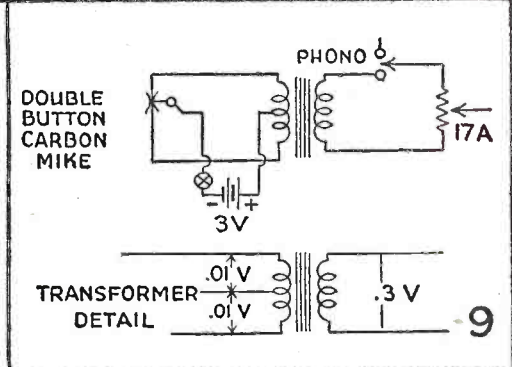 PHONO
DOUBLE
BUTTON
CARBON
MIKE
17A
- +
3V
.01 V
TRANSFORMER
.01 V
DETAIL
.3 V
9